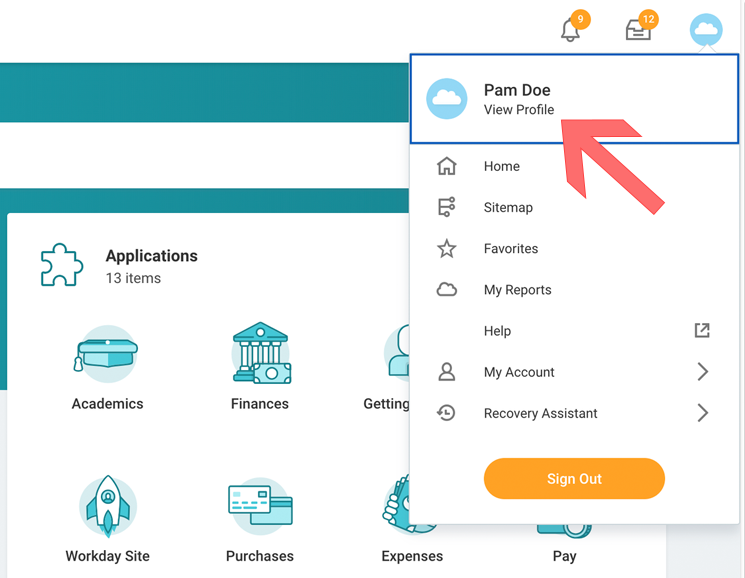 9
12
Pam Doe
View Profile
Home
Sitemap
Favorites
My Reports
Help
My Account
Recovery Assistant
Sign Out
Applications
13 items
Academics
Finances
Getting
Workday Site
Purchases
Expenses
Pay